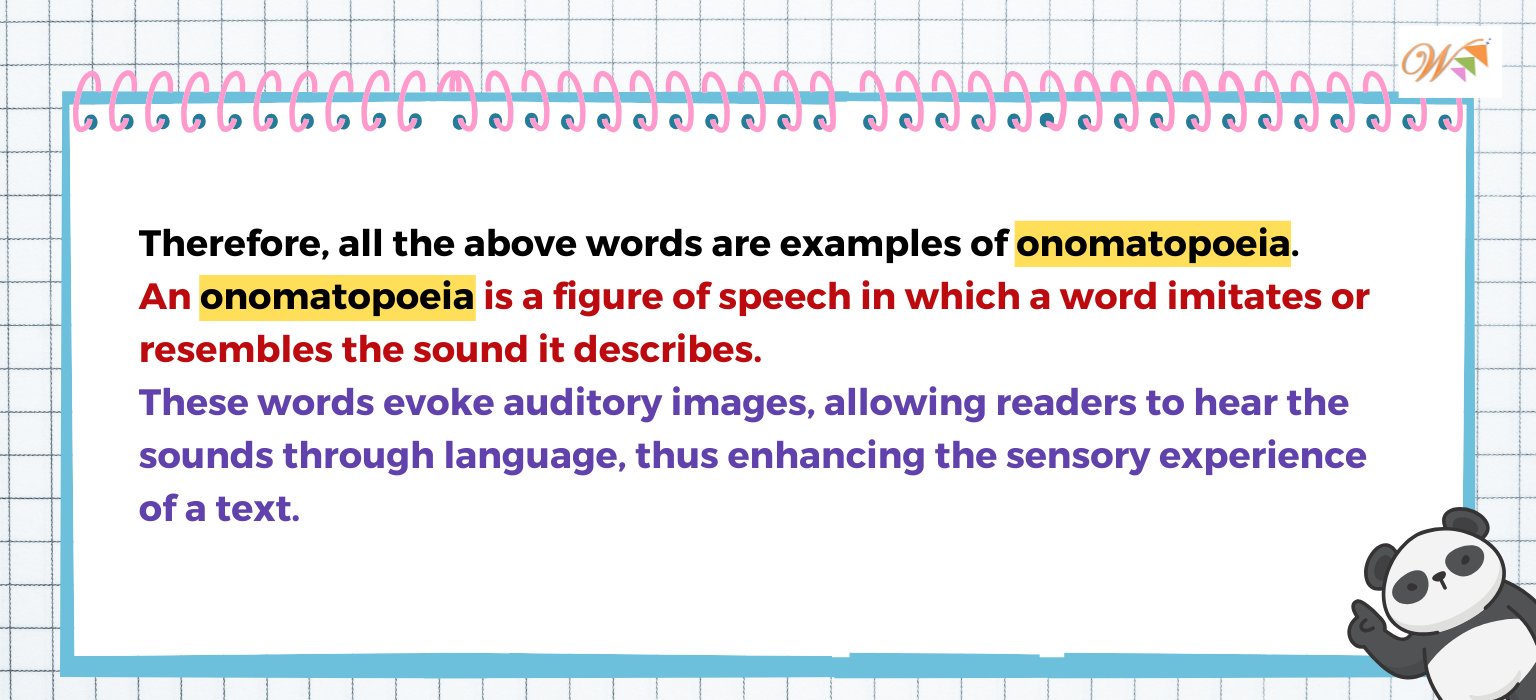 W
Therefore, all the above words are examples of onomatopoeia.
An onomatopoeia is a figure of speech in which a word imitates or
resembles the sound it describes.
These words evoke auditory images, allowing readers to hear the
sounds through language, thus enhancing the sensory experience
of a text.